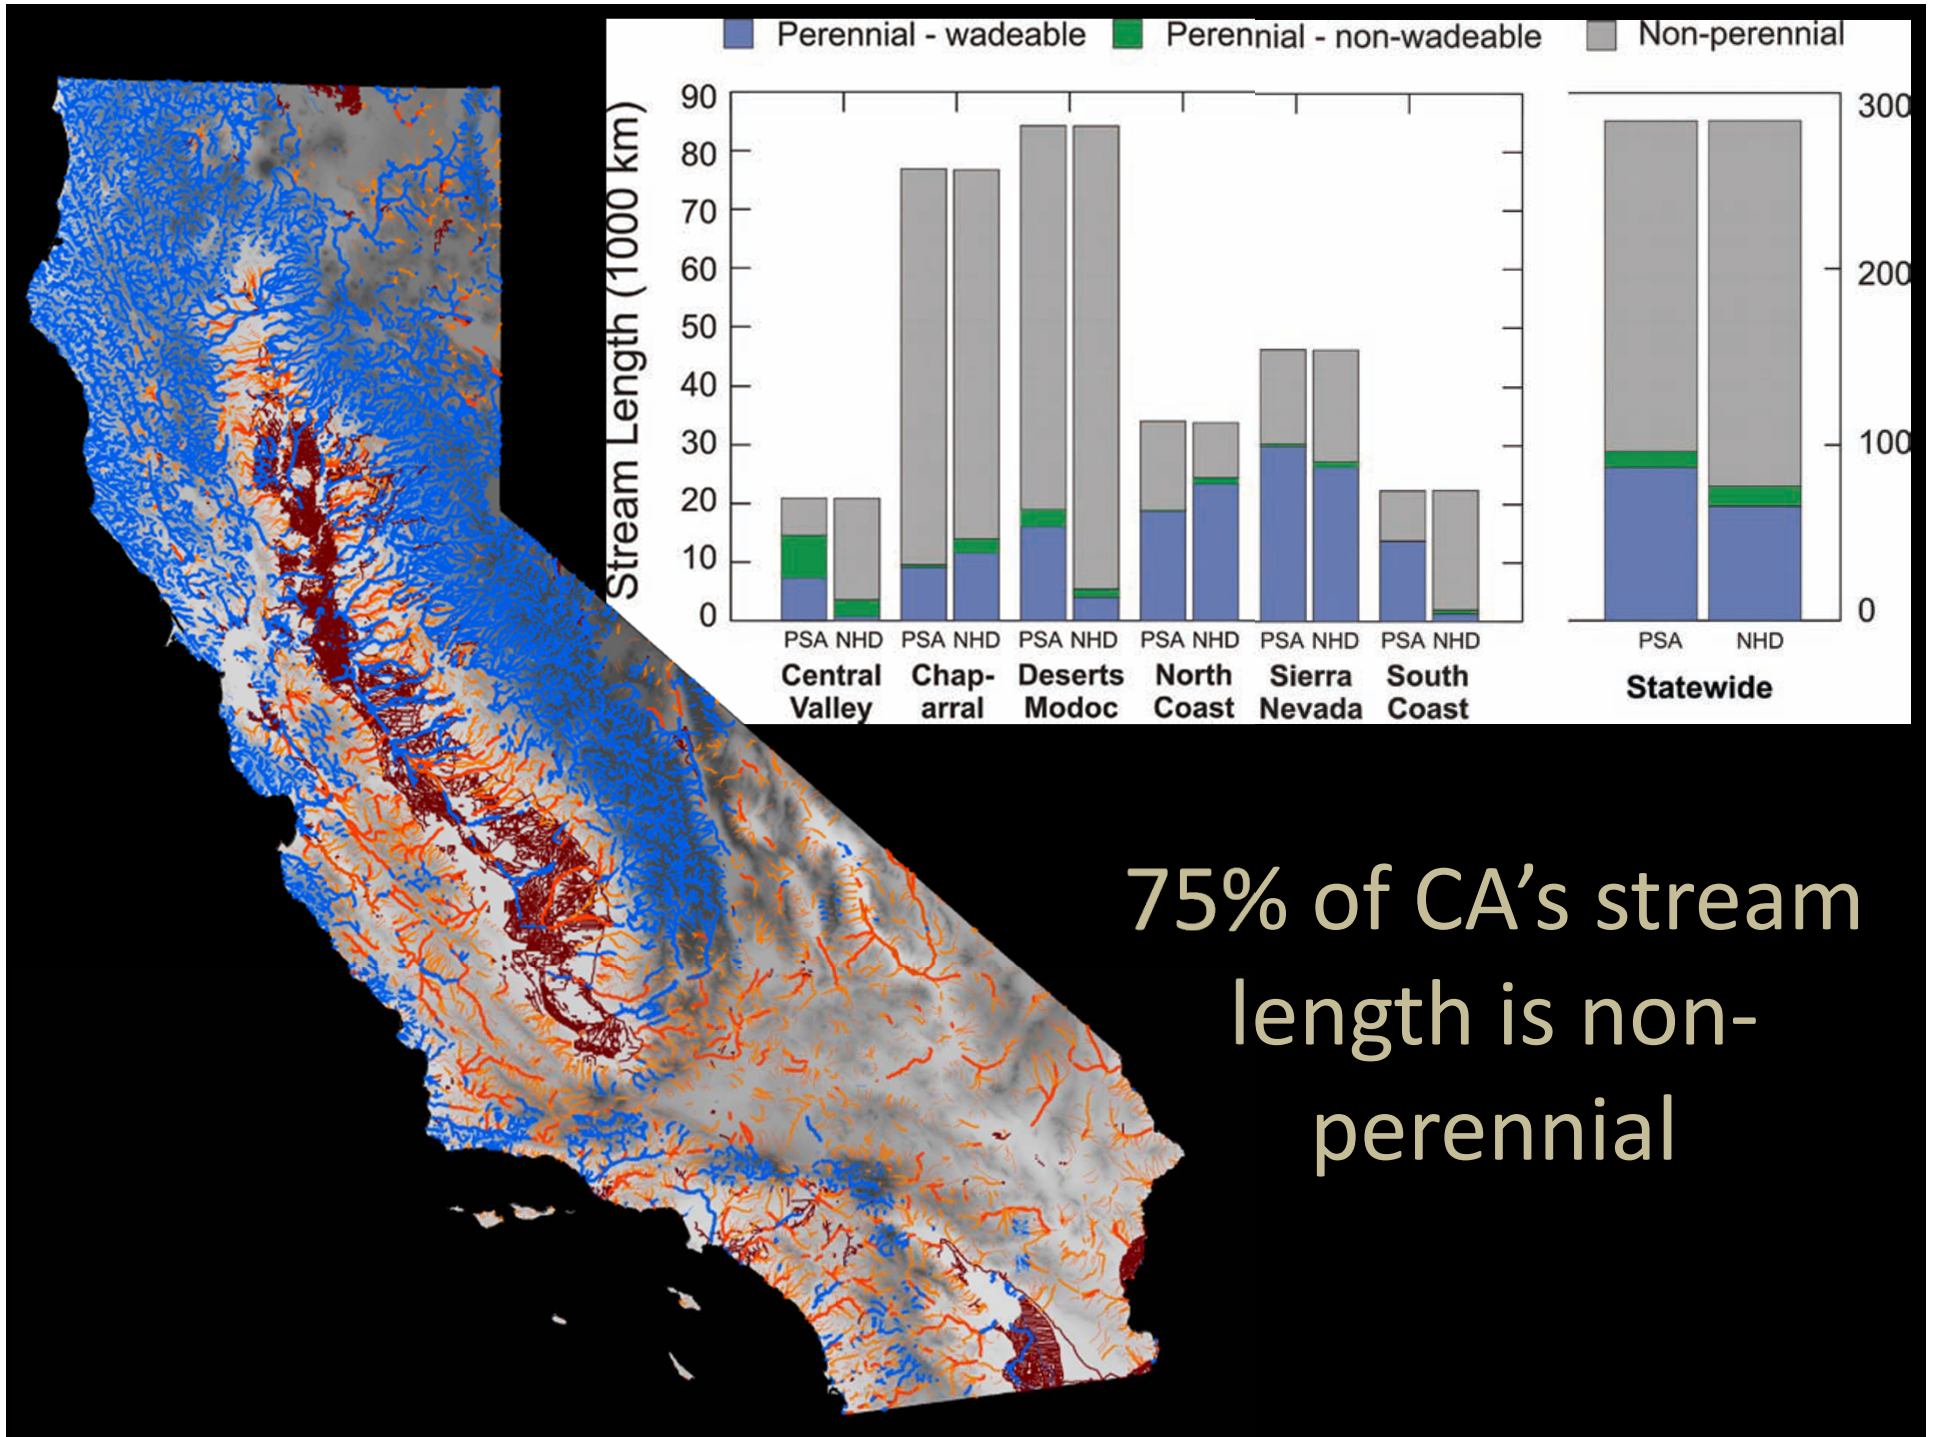 Perennial - wadeable Perennial - non-wadeable Non-perennial
Stream Length (1000 km)
90
80
70
60
50
40
30
20
10
0
300
200
100
0
PSA NHD PSA NHD PSA NHD PSA NHD PSA NHD PSA NHD PSA NHD
Central Valley
Chap-
arral
Deserts
Modoc
North
Coast
Sierra
Nevada
South
Coast
Statewide
75% of CA’s stream
length is non-
perennial